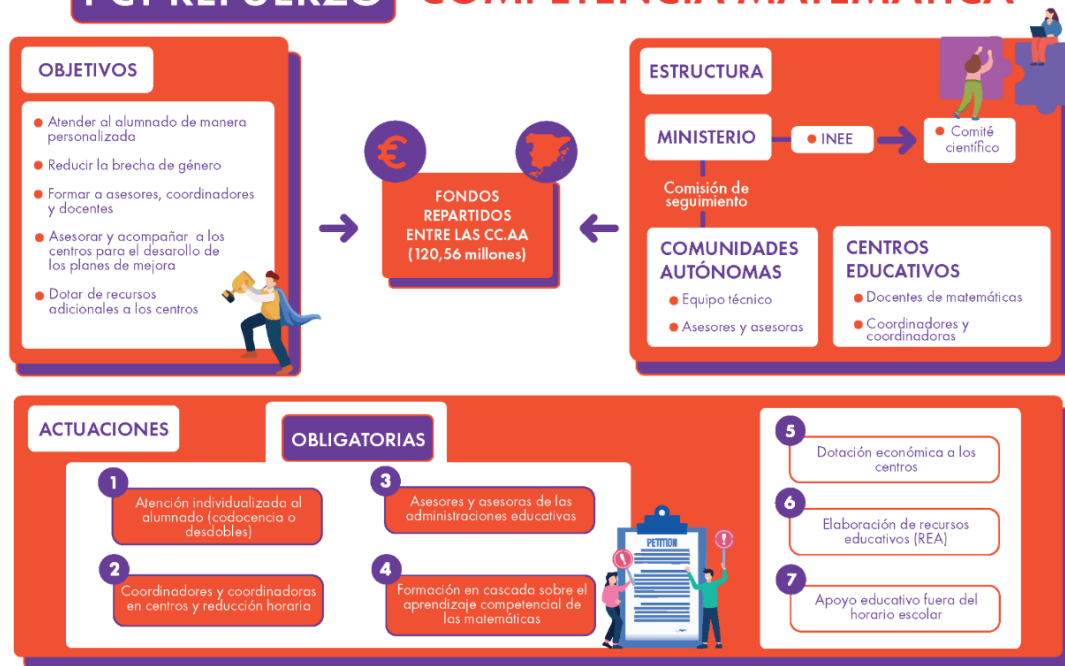 PCT REFUERZO COMPETENCIA MATEMÁTICA
OBJETIVOS
Atender al alumnado de manera
personalizada
Reducir la brecha de género
Formar a asesores, coordinadores
y docentes
Asesorar y acompañar a los
centros para el desarollo de
los planes de mejora
Dotar de recursos
adicionales a los centros
€
FONDOS
REPARTIDOS
ENTRE LAS CC.AA
(120,56 millones)
ESTRUCTURA
MINISTERIO
INEE
Comité
científico
Comisión de
seguimiento
COMUNIDADES
AUTÓNOMAS
Equipo técnico
Asesores y asesoras
CENTROS
EDUCATIVOS
Docentes de matemáticas
Coordinadores y
coordinadoras
ACTUACIONES
OBLIGATORIAS
1
Atención individualizada al
alumnado (codocencia o
desdobles)
2
Coordinadores y coordinadoras
en centros y reducción horaria
3
Asesores y asesoras de las
administraciones educativas
4
Formación en cascada sobre el
aprendizaje competencial de
las matemáticas
PETITION
5
Dotación económica a los
centros
6
Elaboración de recursos
educativos (REA)
7
Apoyo educativo fuera del
horario escolar